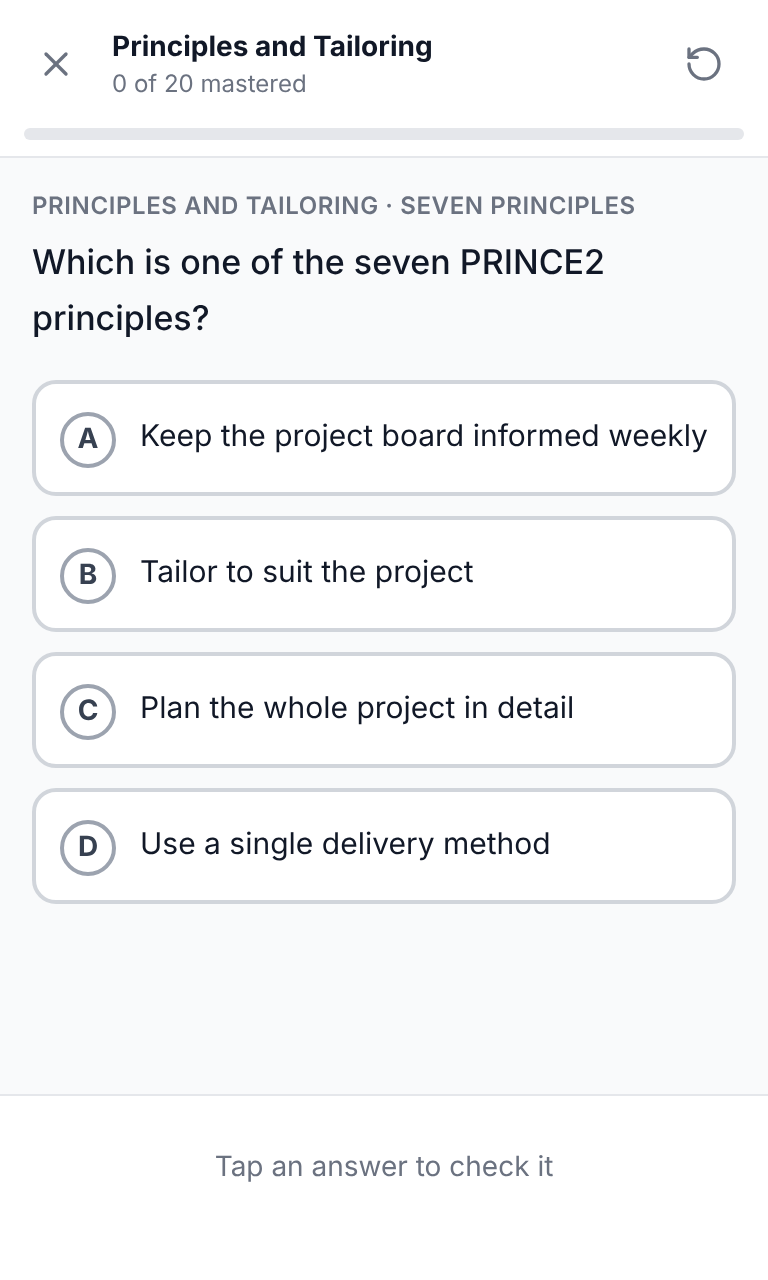 Principles and Tailoring
0 of 20 mastered
PRINCIPLES AND TAILORING · SEVEN PRINCIPLES
Which is one of the seven PRINCE2
principles?
A Keep the project board informed weekly
B Tailor to suit the project
C Plan the whole project in detail
D Use a single delivery method
Tap an answer to check it